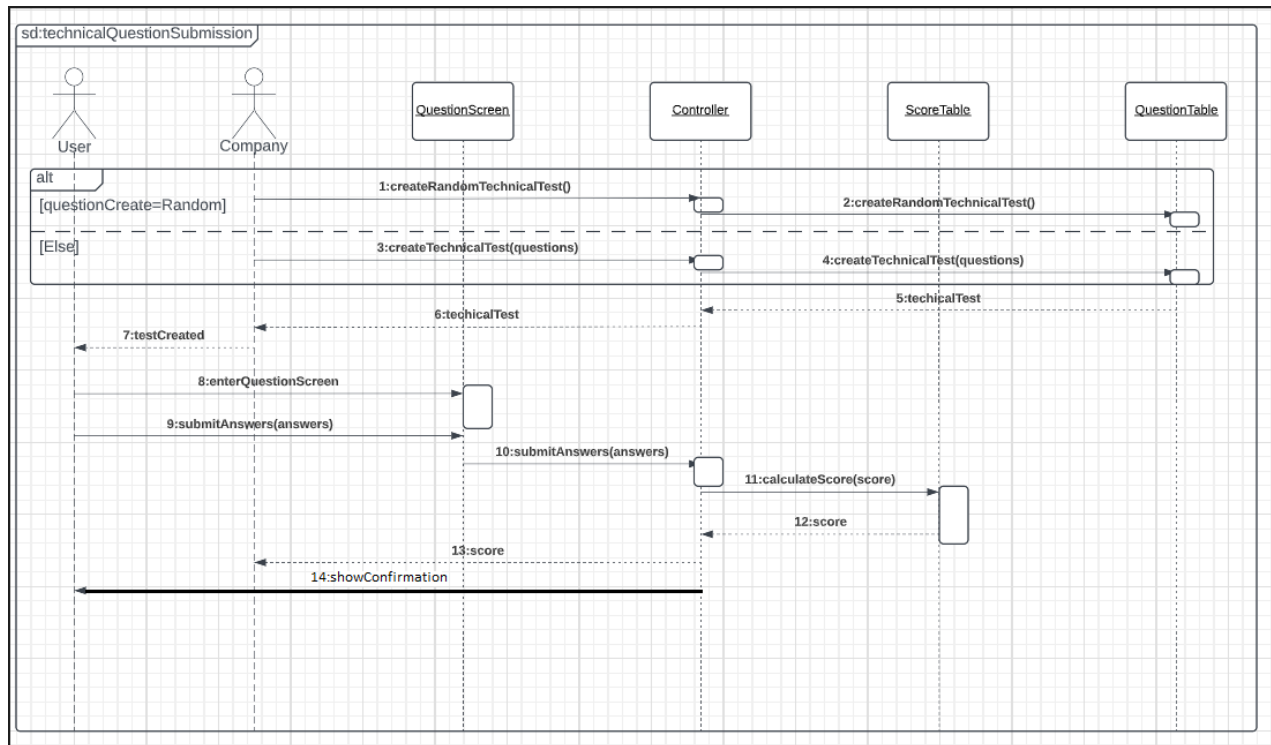 sd:technicalQuestionSubmission
User
Company
QuestionScreen
Controller
ScoreTable
QuestionTable
alt
[questionCreate=Random]
1:createRandomTechnicalTest()
2:createRandomTechnicalTest()
[Else]
3:createTechnicalTest(questions)
4:createTechnicalTest(questions)
5:techicalTest
6:techicalTest
7:testCreated
8:enterQuestionScreen
9:submitAnswers(answers)
10:submitAnswers(answers)
11:calculateScore(score)
12:score
13:score
14:showConfirmation